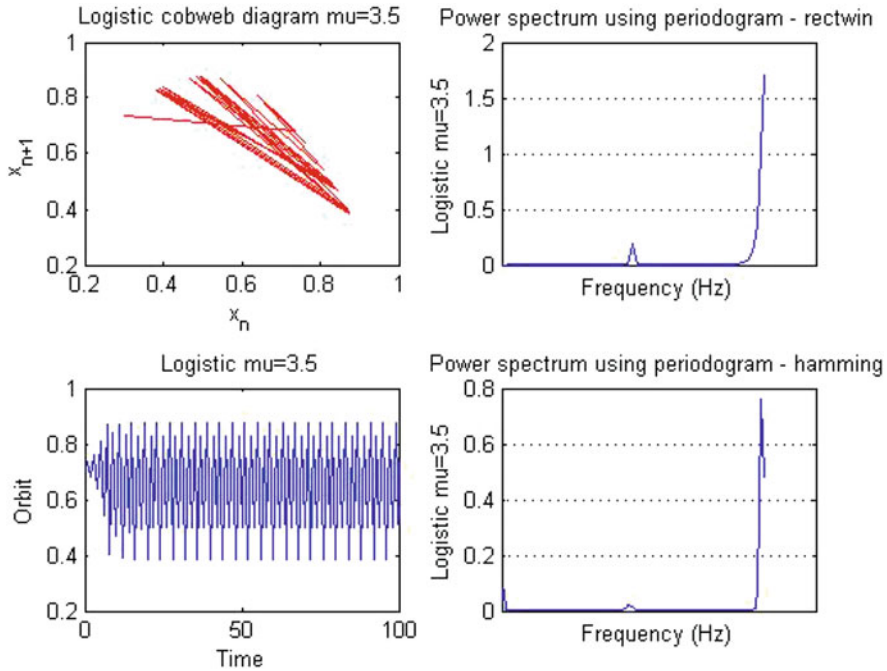 Logistic cobweb diagram mu=3.5
x_{n+1}
1
0.8
0.6
0.4
0.2
0.2 0.4 0.6 0.8 1
x_n
Power spectrum using periodogram - rectwin
Logistic mu=3.5
2
1.5
1
0.5
0
Frequency (Hz)
Logistic mu=3.5
Orbit
1
0.8
0.6
0.4
0.2
0 50 100
Time
Power spectrum using periodogram - hamming
Logistic mu=3.5
0.8
0.6
0.4
0.2
0
Frequency (Hz)